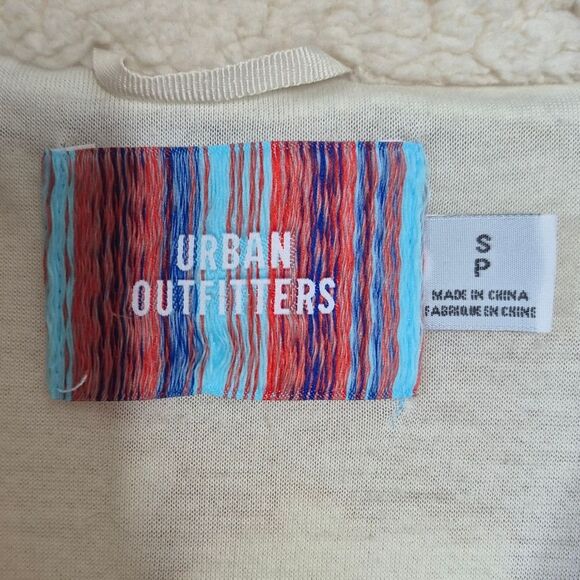 URBAN
OUTFITTERS
S
P
MADE IN CHINA
FABRIQUE EN CHINE